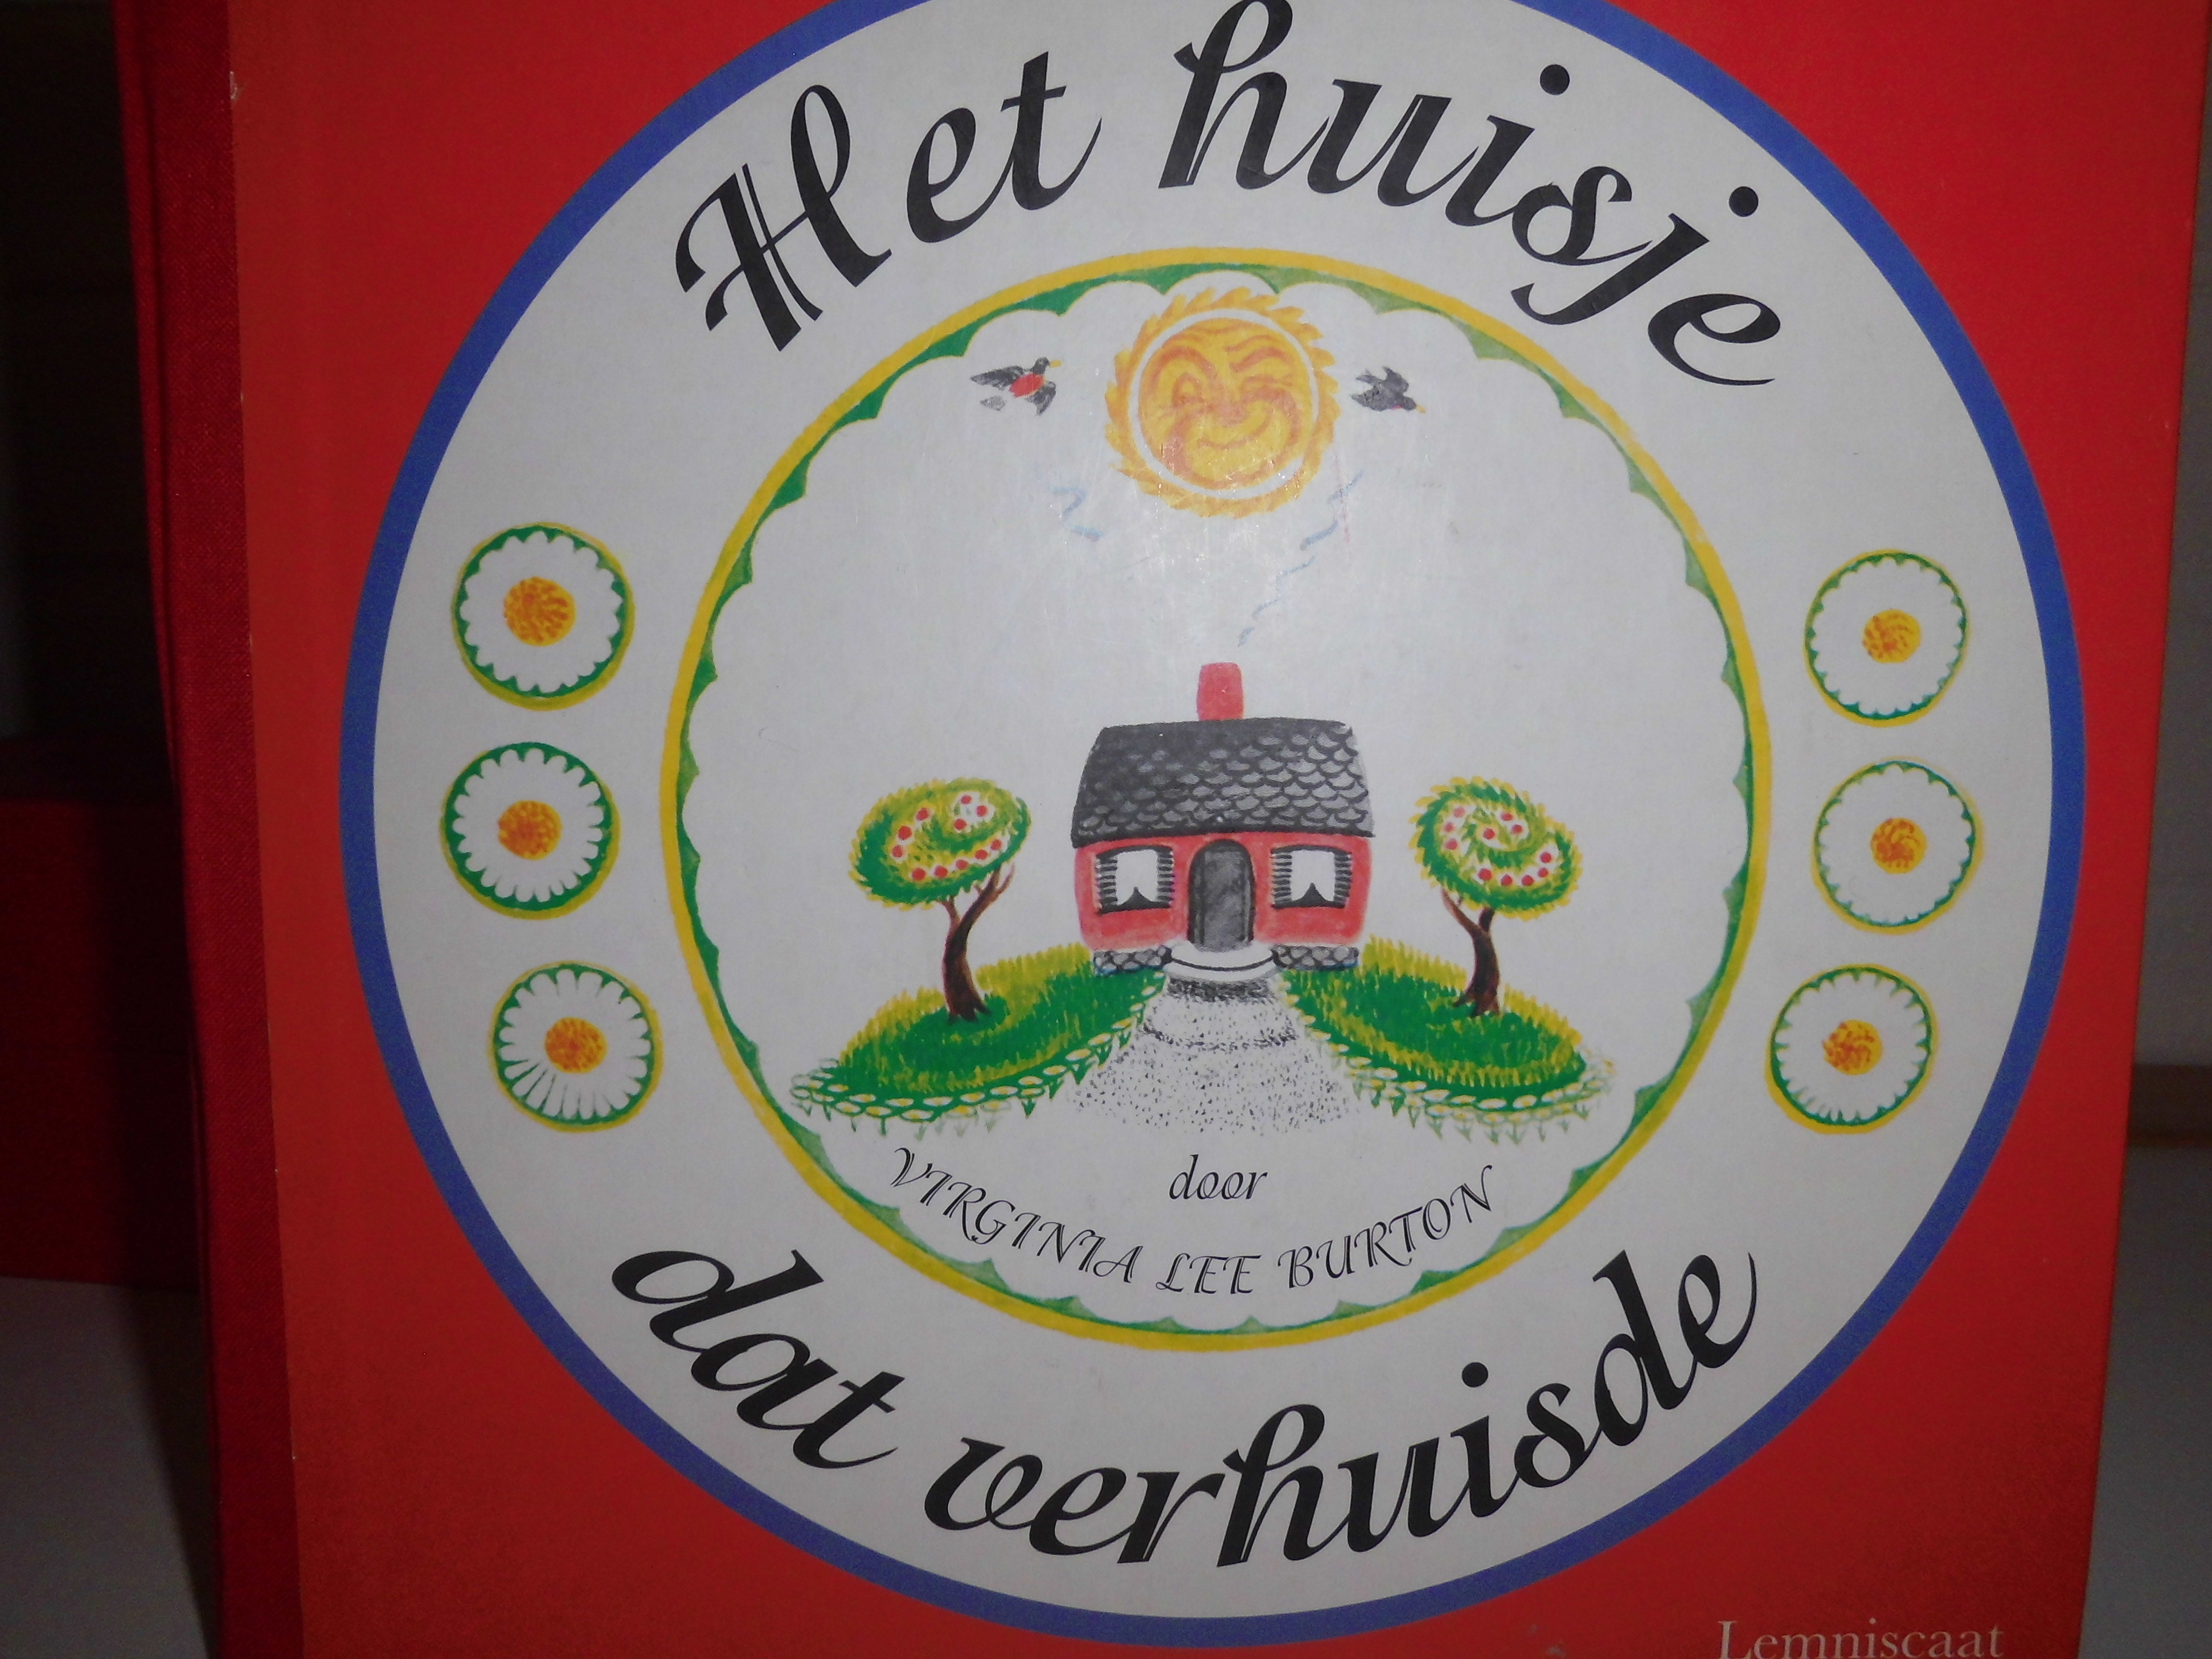 Het huisje
door
VIRGINIA LEE BURTON
dat verhuisde
Lemniscaat